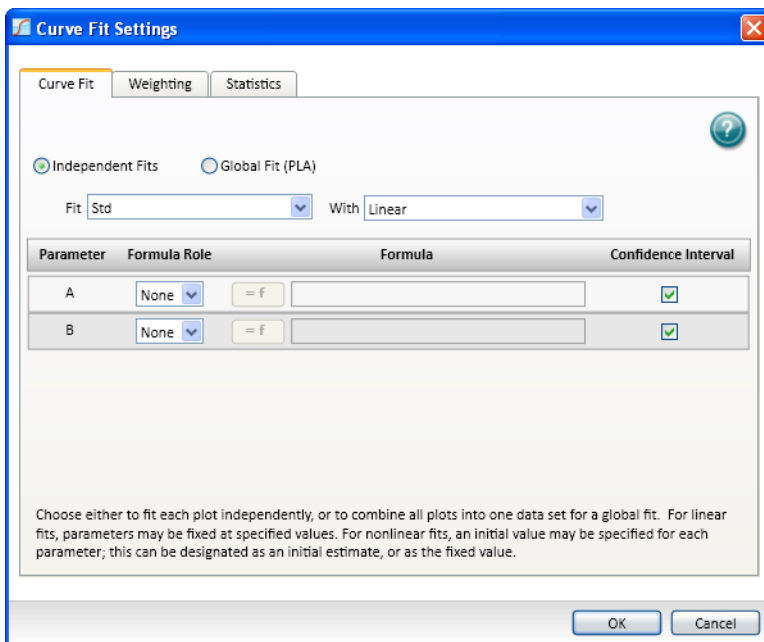 Curve Fit Settings
Curve Fit Weighting Statistics
?
Independent Fits Global Fit (PLA)
Fit Std With Linear
Parameter Formula Role Formula Confidence Interval
A None = f
B None = f
Choose either to fit each plot independently, or to combine all plots into one data set for a global fit. For linear
fits, parameters may be fixed at specified values. For nonlinear fits, an initial value may be specified for each
parameter; this can be designated as an initial estimate, or as the fixed value.
OK Cancel